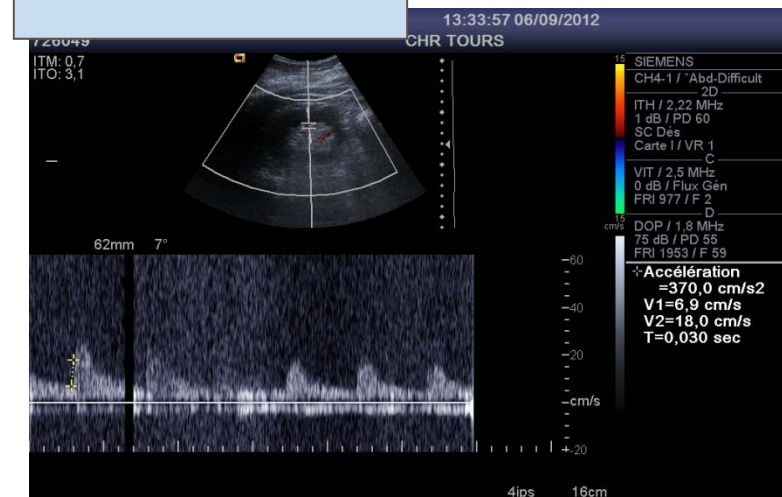 13:33:57 06/09/2012
726049
CHR TOURS
ITM: 0,7
ITO: 3,1
15
15
cm/s
SIEMENS
CH4-1 / *Abd-Difficult
2D
ITH / 2,22 MHz
1 dB / PD 60
SC Dés
Carte I / VR 1
C
VIT / 2,5 MHz
0 dB / Flux Gén
FRI 977 / F 2
D
DOP / 1,8 MHz
75 dB / PD 55
FRI 1953 / F 59
Accélération
=370,0 cm/s2
V1=6,9 cm/s
V2=18,0 cm/s
T=0,030 sec
62mm 7°
60
40
20
cm/s
-20
4ips 16cm